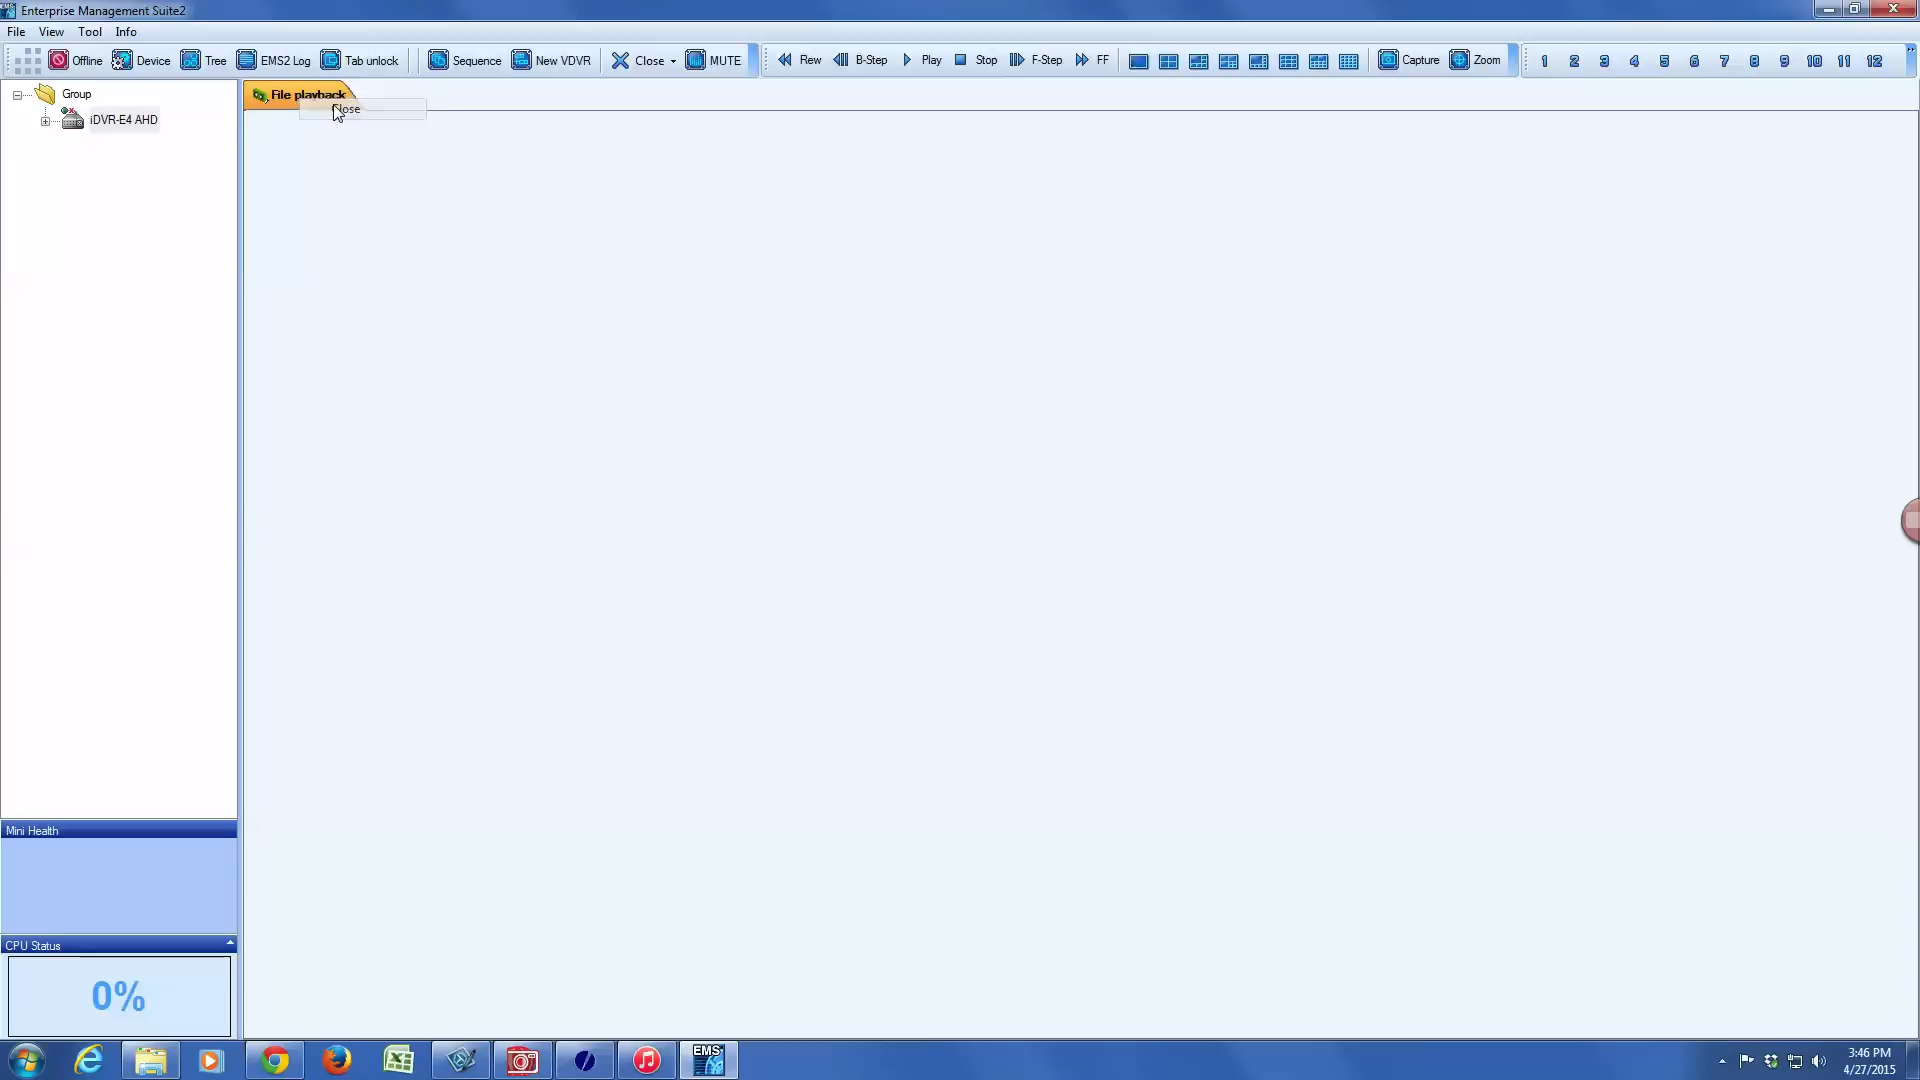 Enterprise Management Suite2
File View Tool Info
Offline Device Tree EMS2 Log Tab unlock Sequence New VDVR Close MUTE Rew B-Step Play Stop F-Step FF Capture Zoom 1 2 3 4 5 6 7 8 9 10 11 12
Group
iDVR-E4 AHD
File playback
Close
Mini Health
CPU Status
0%
EMS
3:46 PM
4/27/2015